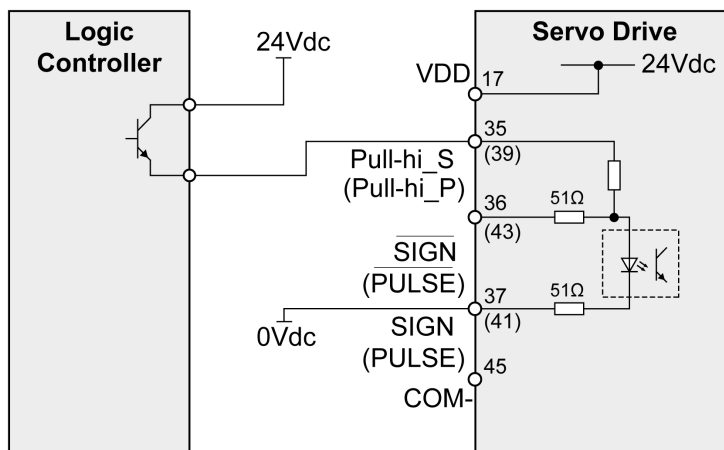 Logic
Controller
24Vdc
Servo Drive
VDD
17
24Vdc
35
(39)
Pull-hi_S
(Pull-hi_P)
36
(43)
51Ω
SIGN
(PULSE)
37
(41)
51Ω
0Vdc
SIGN
(PULSE)
45
COM-